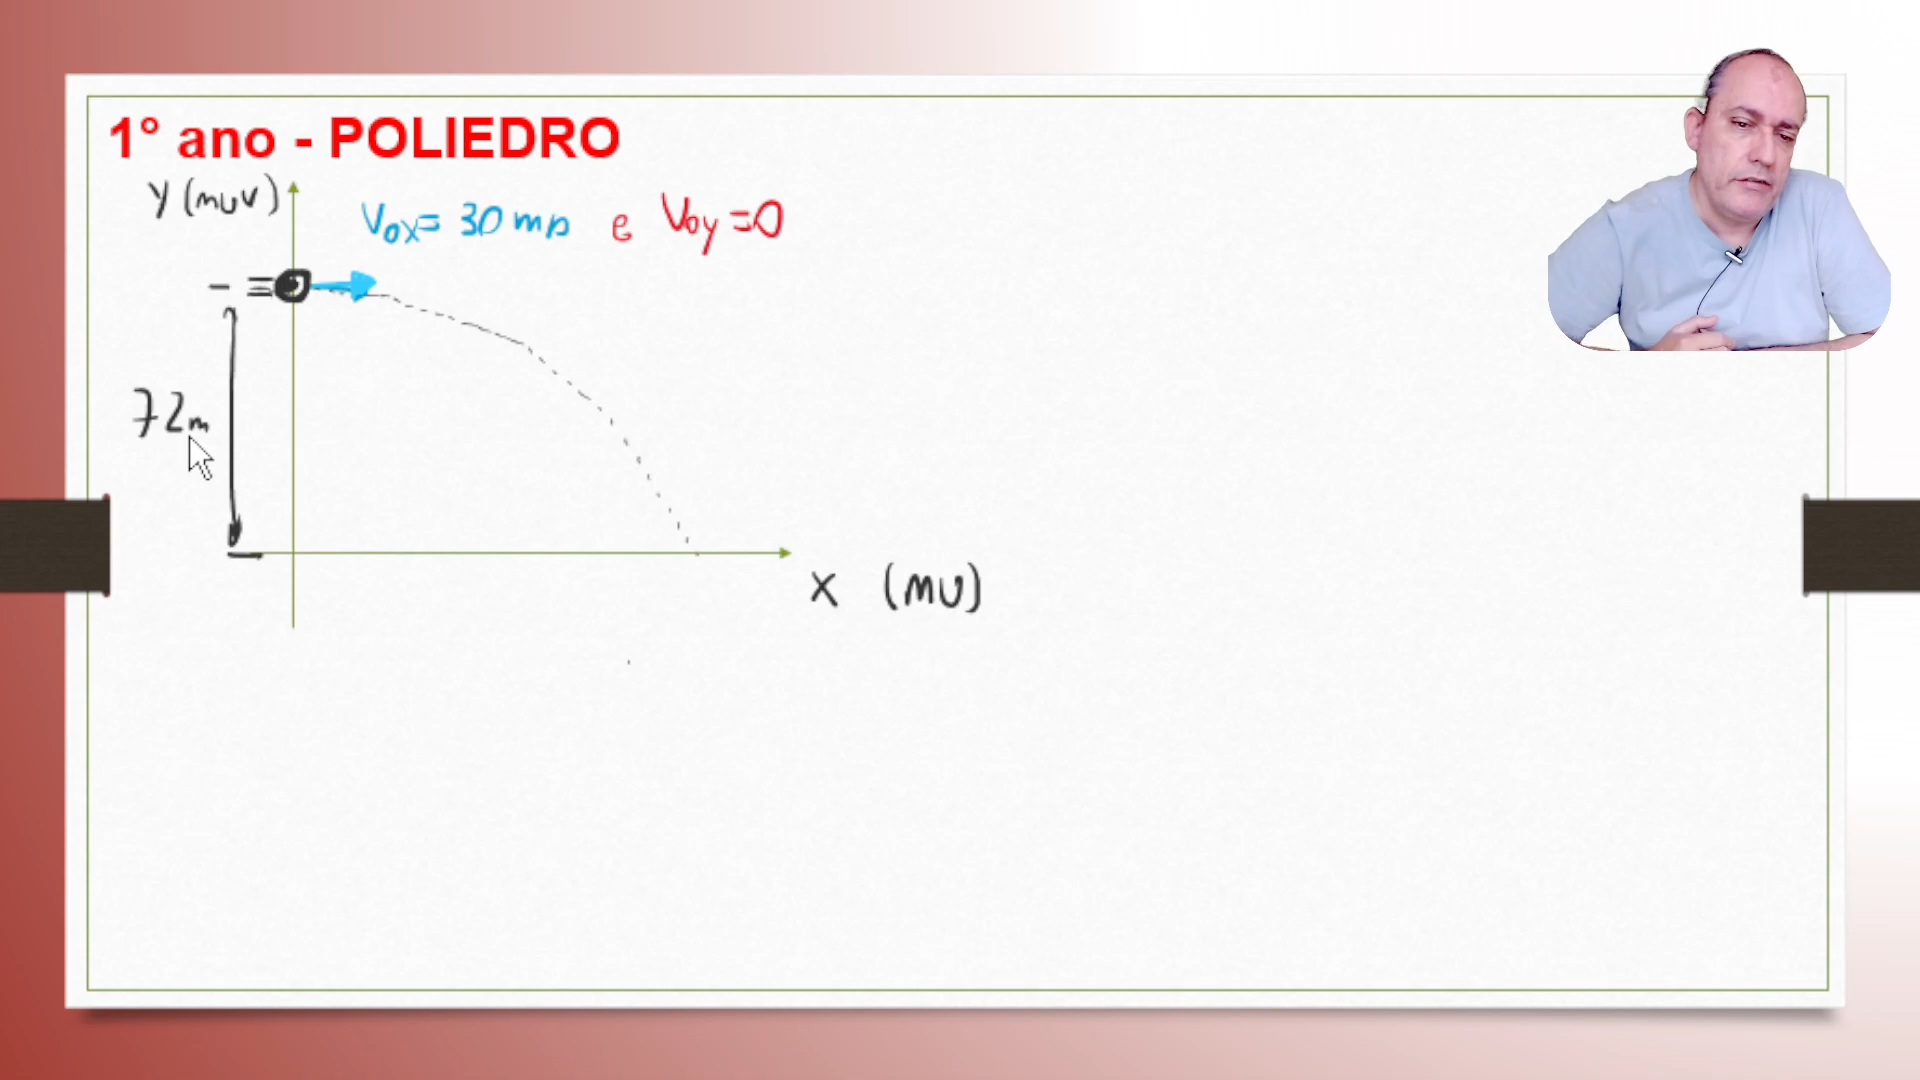 1° ano - POLIEDRO
Y (muv)
Vox = 30 m/s e Voy = 0
72m
X (MU)